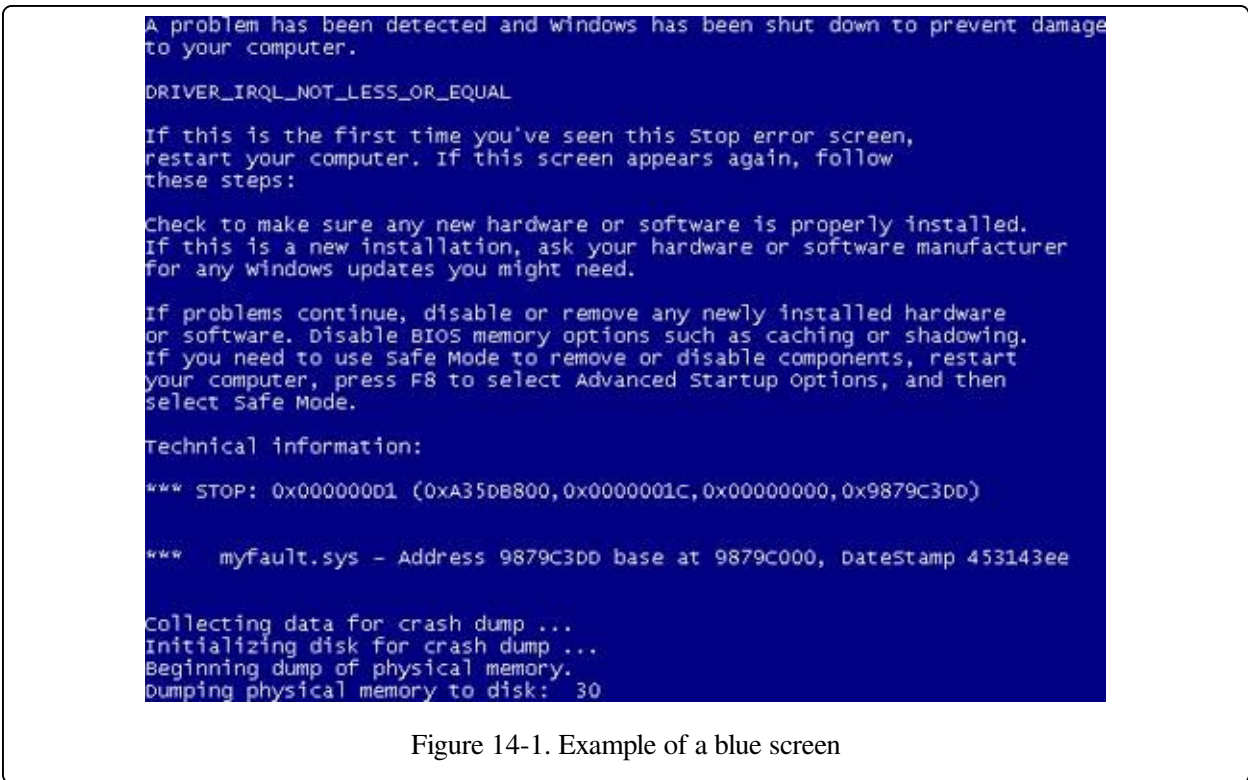 A problem has been detected and Windows has been shut down to prevent damage
to your computer.
DRIVER_IRQL_NOT_LESS_OR_EQUAL
If this is the first time you've seen this Stop error screen,
restart your computer. If this screen appears again, follow
these steps:
Check to make sure any new hardware or software is properly installed.
If this is a new installation, ask your hardware or software manufacturer
for any Windows updates you might need.
If problems continue, disable or remove any newly installed hardware
or software. Disable BIOS memory options such as caching or shadowing.
If you need to use Safe Mode to remove or disable components, restart
your computer, press F8 to select Advanced Startup Options, and then
select Safe Mode.
Technical information:
*** STOP: 0x000000D1 (0xA35DB800,0x0000001C,0x00000000,0x9879C3DD)
*** myfault.sys – Address 9879C3DD base at 9879C000, DateStamp 453143ee
Collecting data for crash dump ...
Initializing disk for crash dump ...
Beginning dump of physical memory.
Dumping physical memory to disk: 30
Figure 14-1. Example of a blue screen